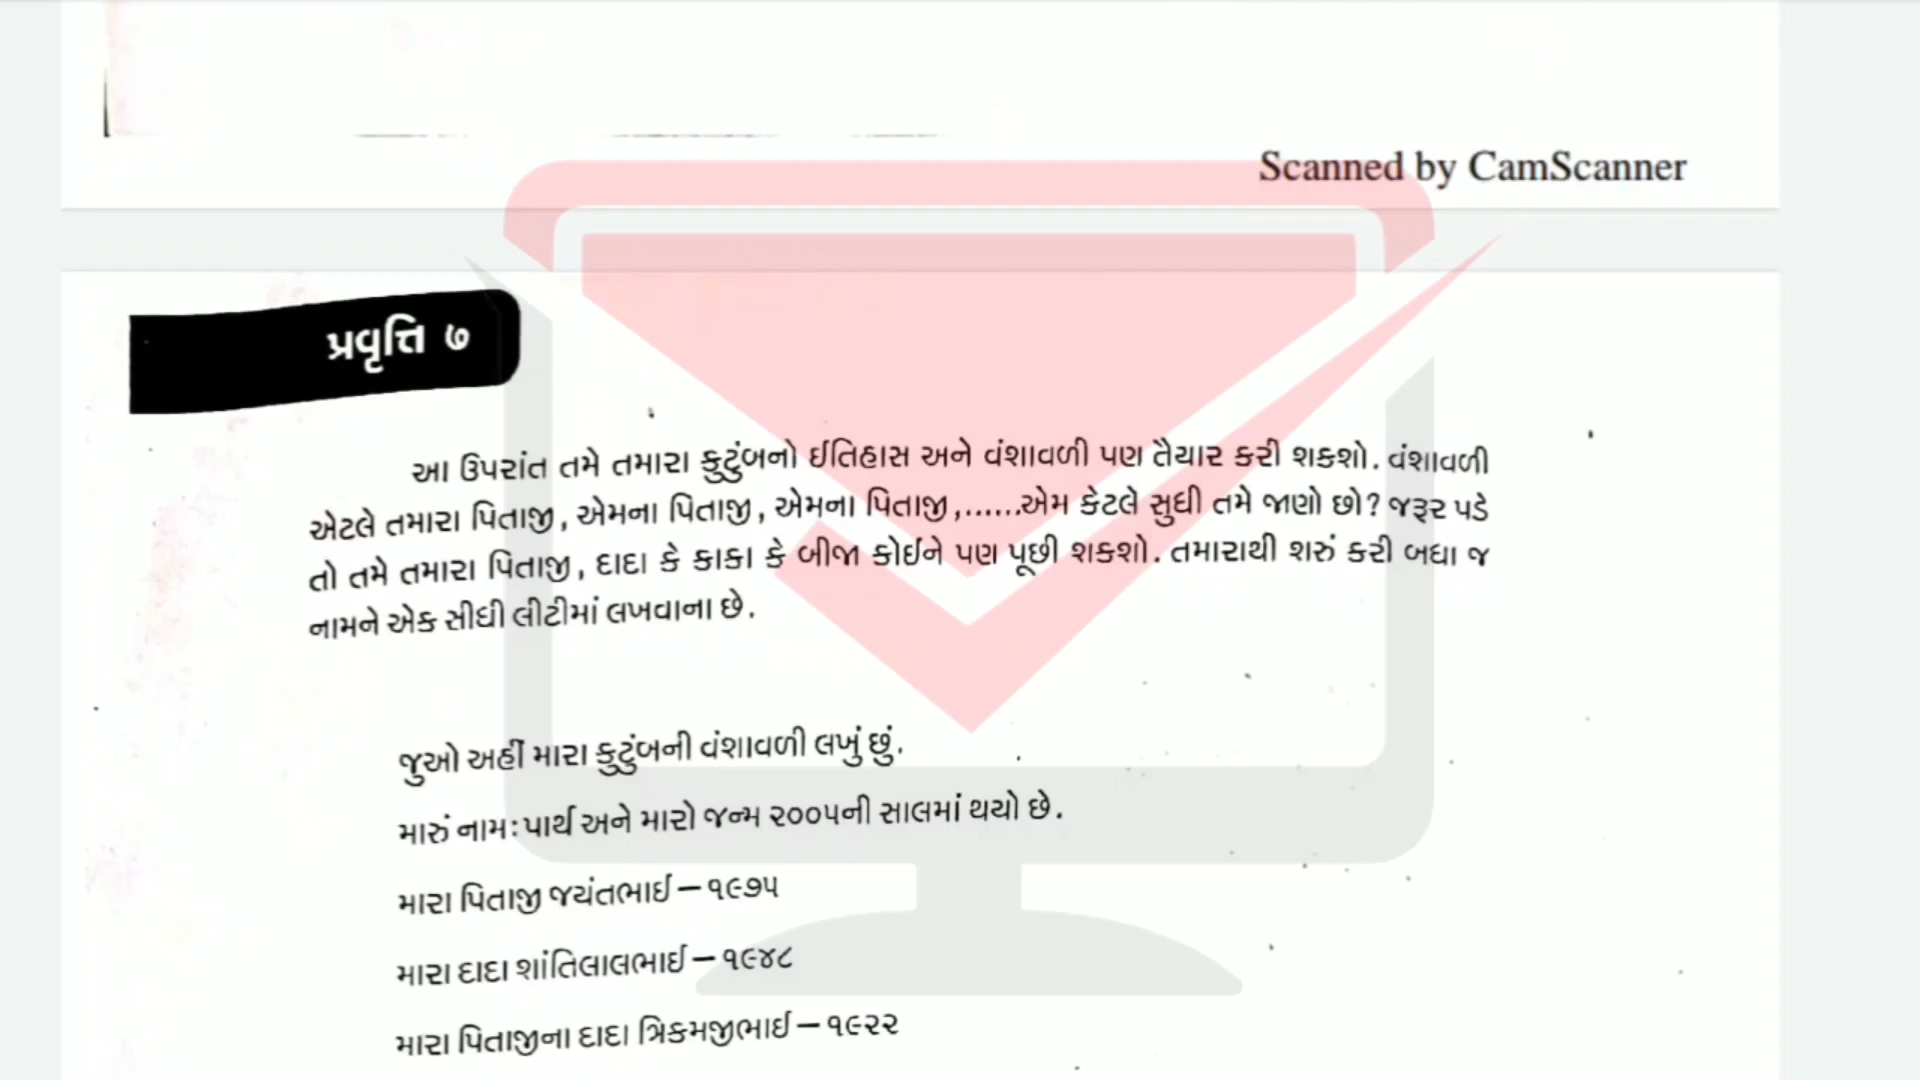 Scanned by CamScanner
પ્રવૃત્તિ ૭
આ ઉપરાંત તમે તમારા કુટુંબનો ઈતિહાસ અને વંશાવળી પણ તૈયાર કરી શકશો. વંશાવળી
એટલે તમારા પિતાજી, એમના પિતાજી, એમના પિતાજી,......એમ કેટલે સુધી તમે જાણો છો? જરૂર પડે
તો તમે તમારા પિતાજી, દાદા કે કાકા કે બીજા કોઈને પણ પૂછી શકશો. તમારાથી શરું કરી બધા જ
નામને એક સીધી લીટીમાં લખવાના છે.
જુઓ અહીં મારા કુટુંબની વંશાવળી લખું છું.
મારું નામઃ પાર્થ અને મારો જન્મ ૨૦૦૫ની સાલમાં થયો છે.
મારા પિતાજી જયંતભાઈ – ૧૯૭૫
મારા દાદા શાંતિલાલભાઈ – ૧૯૪૮
મારા પિતાજીના દાદા ત્રિકમજીભાઈ – ૧૯૨૨